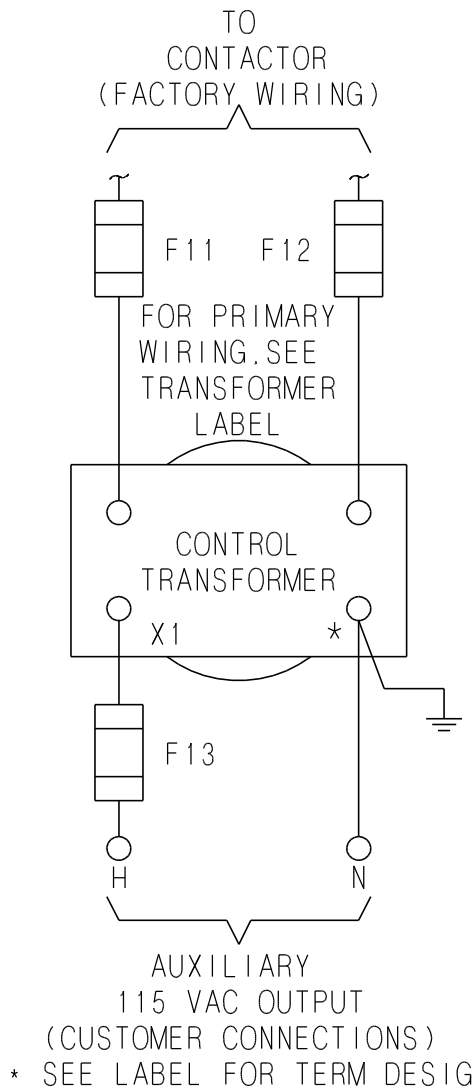 TO
CONTACTOR
(FACTORY WIRING)
F11 F12
FOR PRIMARY
WIRING,SEE
TRANSFORMER
LABEL
CONTROL
TRANSFORMER
X1 *
F13
H N
AUXILIARY
115 VAC OUTPUT
(CUSTOMER CONNECTIONS)
* SEE LABEL FOR TERM DESIG